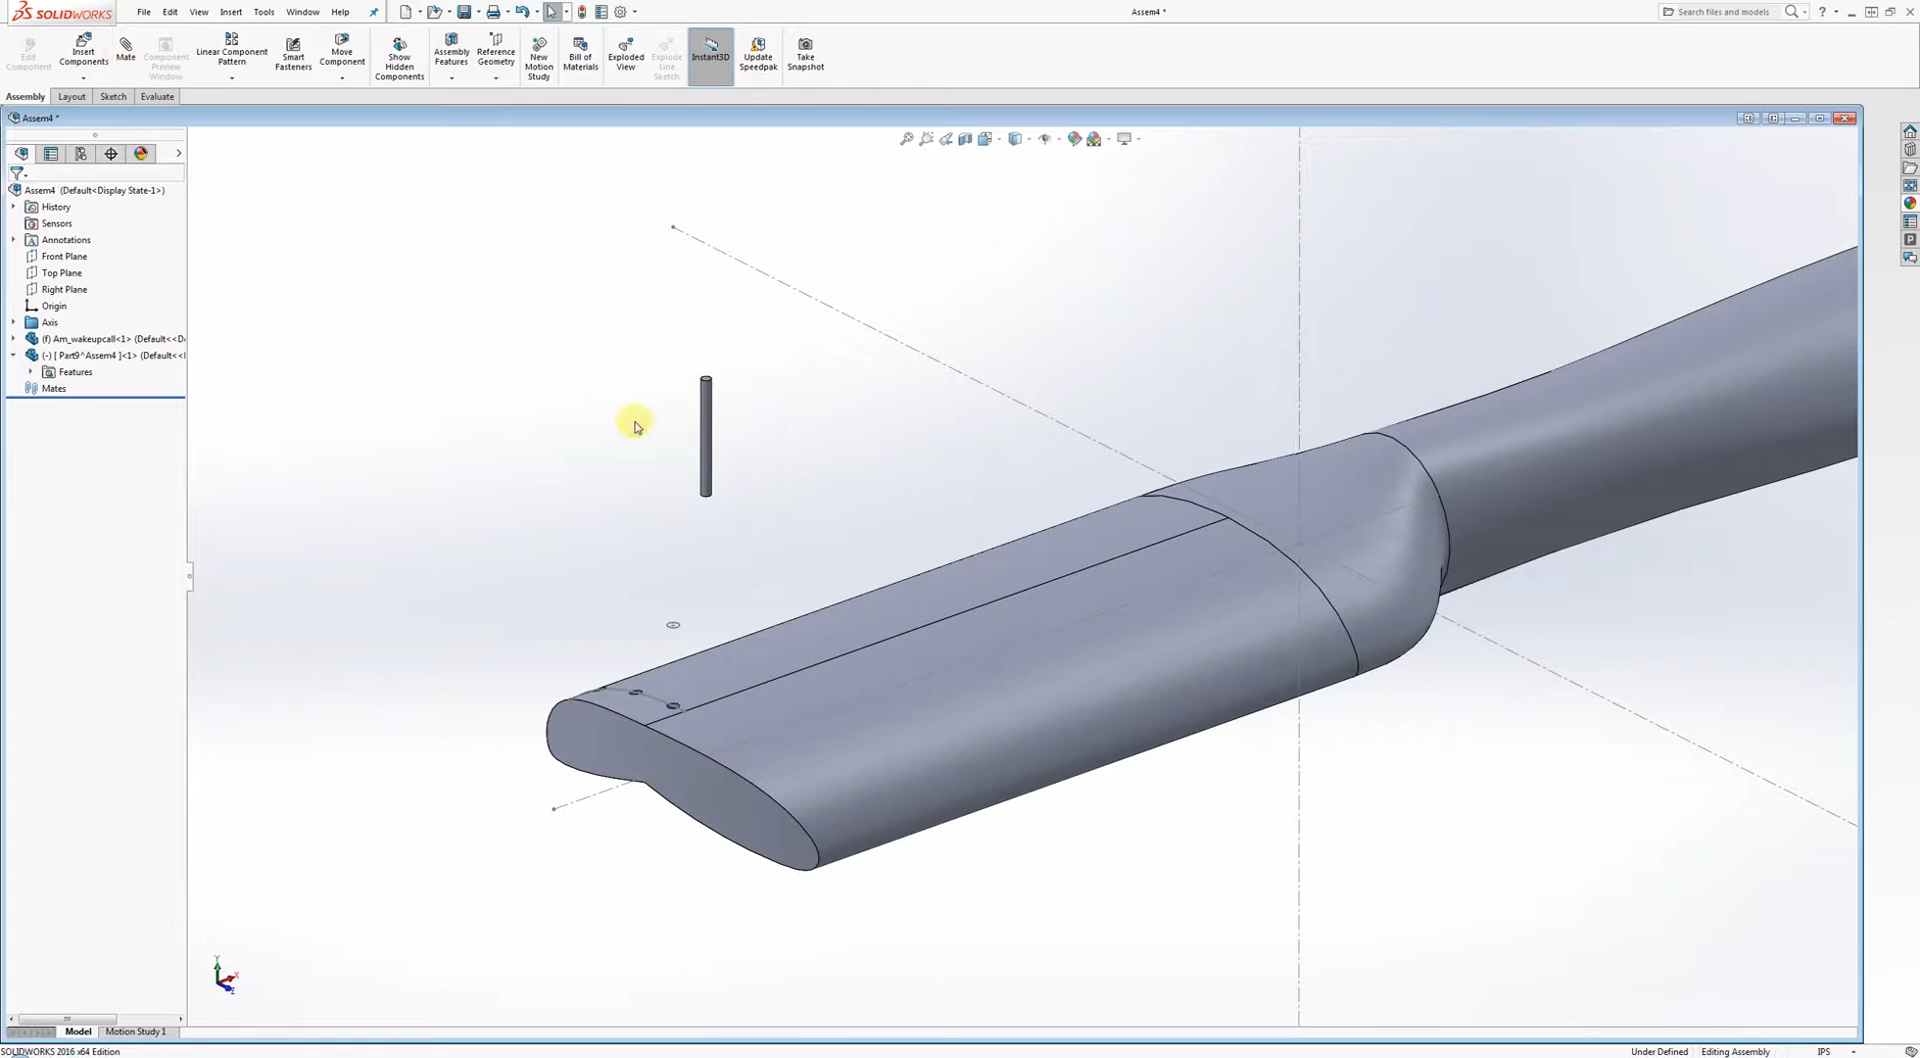 SOLIDWORKS
File Edit View Insert Tools Window Help
Assem4 *
Search files and models
Edit Component
Insert Components
Mate
Component Preview Window
Linear Component Pattern
Smart Fasteners
Move Component
Show Hidden Components
Assembly Features
Reference Geometry
New Motion Study
Bill of Materials
Exploded View
Explode Line Sketch
Instant3D
Update Speedpak
Take Snapshot
Assembly Layout Sketch Evaluate
Assem4 *
Assem4 (Default<Display State-1>)
History
Sensors
Annotations
Front Plane
Top Plane
Right Plane
Origin
Axis
(f) Am_wakeupcall<1> (Default<<D
(-) [ Part9^Assem4 ]<1> (Default<<
Features
Mates
Y
X
Z
Model Motion Study 1
SOLIDWORKS 2016 x64 Edition
Under Defined Editing Assembly IPS